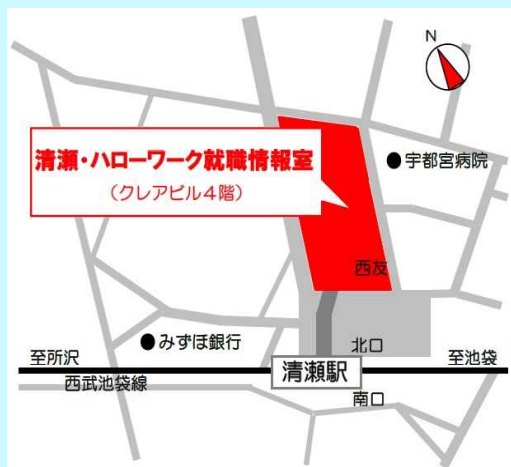 N
清瀬・ハローワーク就職情報室
（クレアビル４階）
宇都宮病院
西友
みずほ銀行
北口
至所沢
至池袋
清瀬駅
西武池袋線
南口